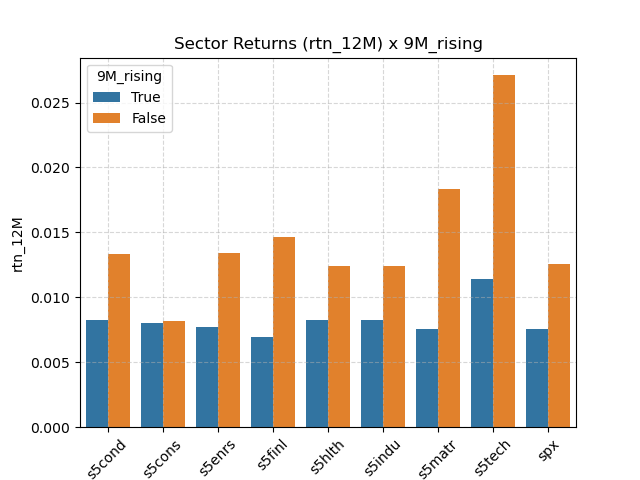 Sector Returns (rtn_12M) x 9M_rising
9M_rising
True
False
rtn_12M
0.025
0.020
0.015
0.010
0.005
0.000
s5cond
s5cons
s5enrs
s5finl
s5hlth
s5indu
s5matr
s5tech
spx